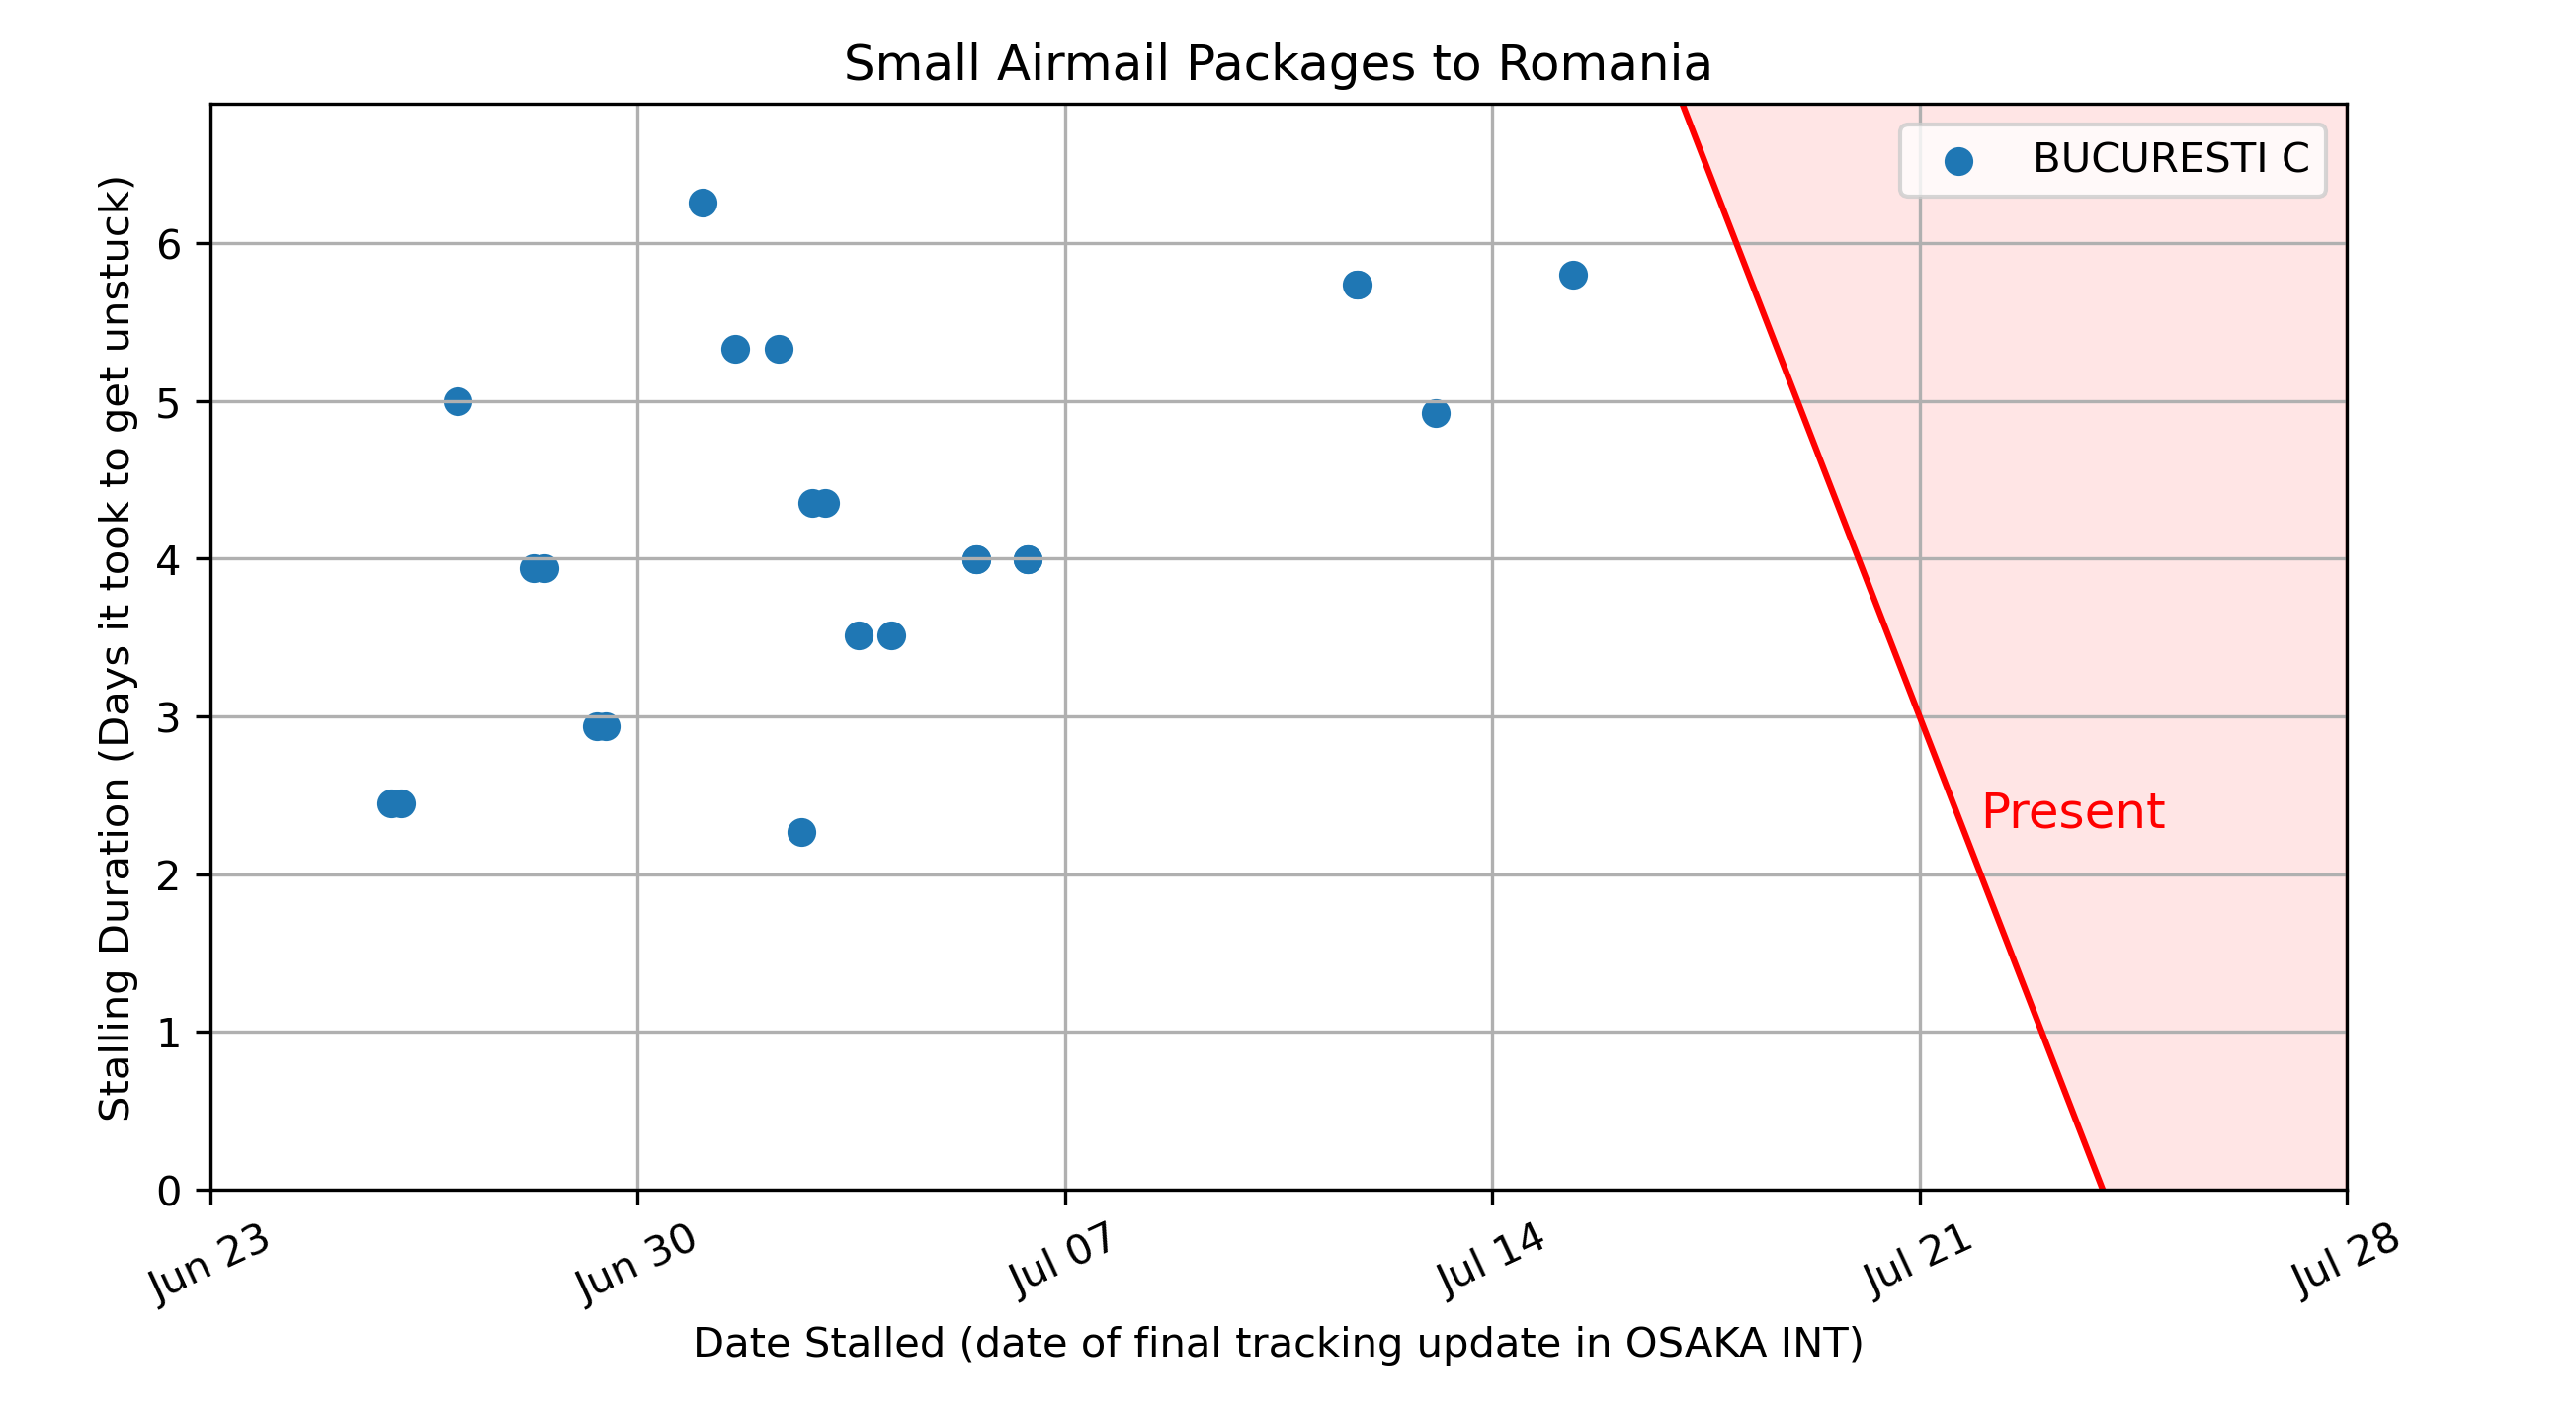 Small Airmail Packages to Romania
BUCURESTI C
Stalling Duration (Days it took to get unstuck)
6
5
4
3
2
1
0
Present
Jun 23
Jun 30
Jul 07
Jul 14
Jul 21
Jul 28
Date Stalled (date of final tracking update in OSAKA INT)